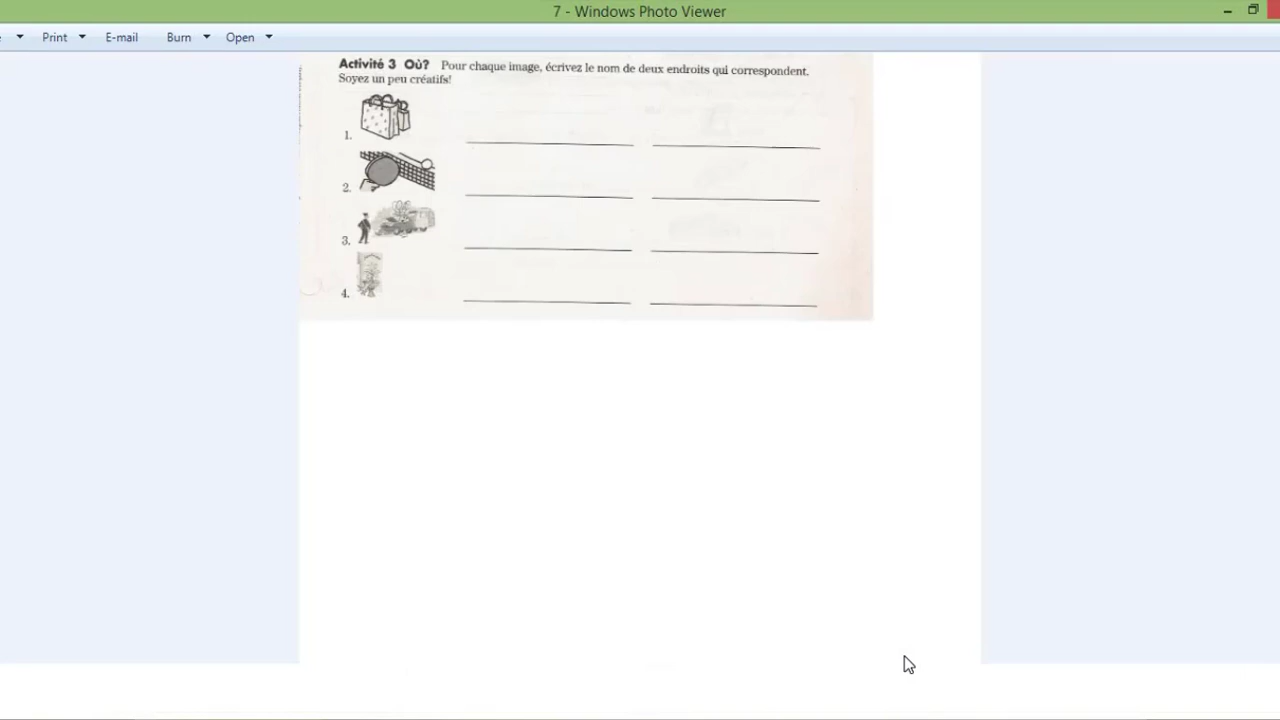 7 - Windows Photo Viewer
Print E-mail Burn Open
Activité 3 Où? Pour chaque image, écrivez le nom de deux endroits qui correspondent.
Soyez un peu créatifs!
1.
2.
3.
4.